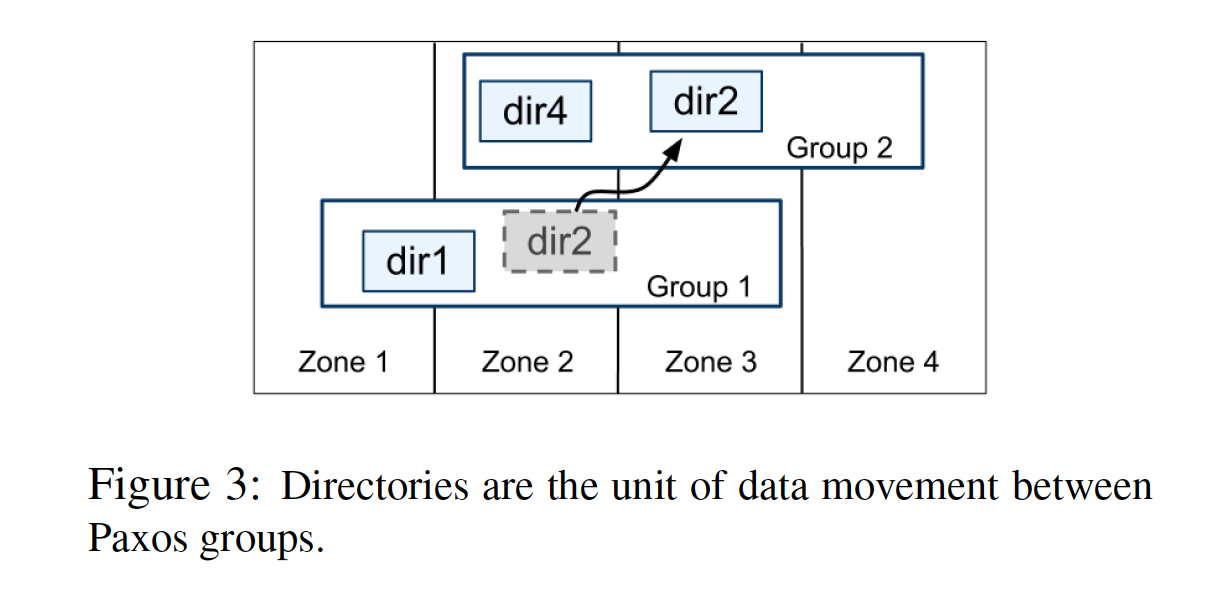 dir4
dir2
Group 2
dir1
dir2
Group 1
Zone 1
Zone 2
Zone 3
Zone 4
Figure 3: Directories are the unit of data movement between
Paxos groups.